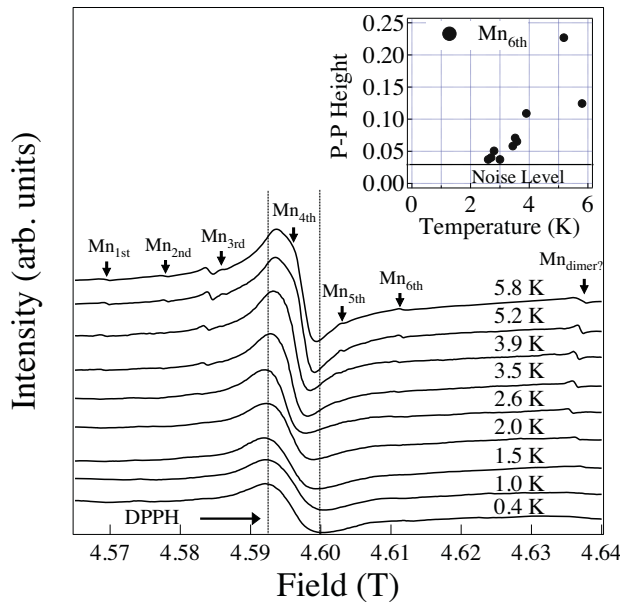 0.25
0.20
0.15
0.10
0.05
0.00
P-P Height
Mn6th
Noise Level
0 2 4 6
Temperature (K)
Intensity (arb. units)
Mn1st
Mn2nd
Mn3rd
Mn4th
Mn5th
Mn6th
Mndimer?
5.8 K
5.2 K
3.9 K
3.5 K
2.6 K
2.0 K
1.5 K
1.0 K
0.4 K
DPPH
4.57 4.58 4.59 4.60 4.61 4.62 4.63 4.64
Field (T)